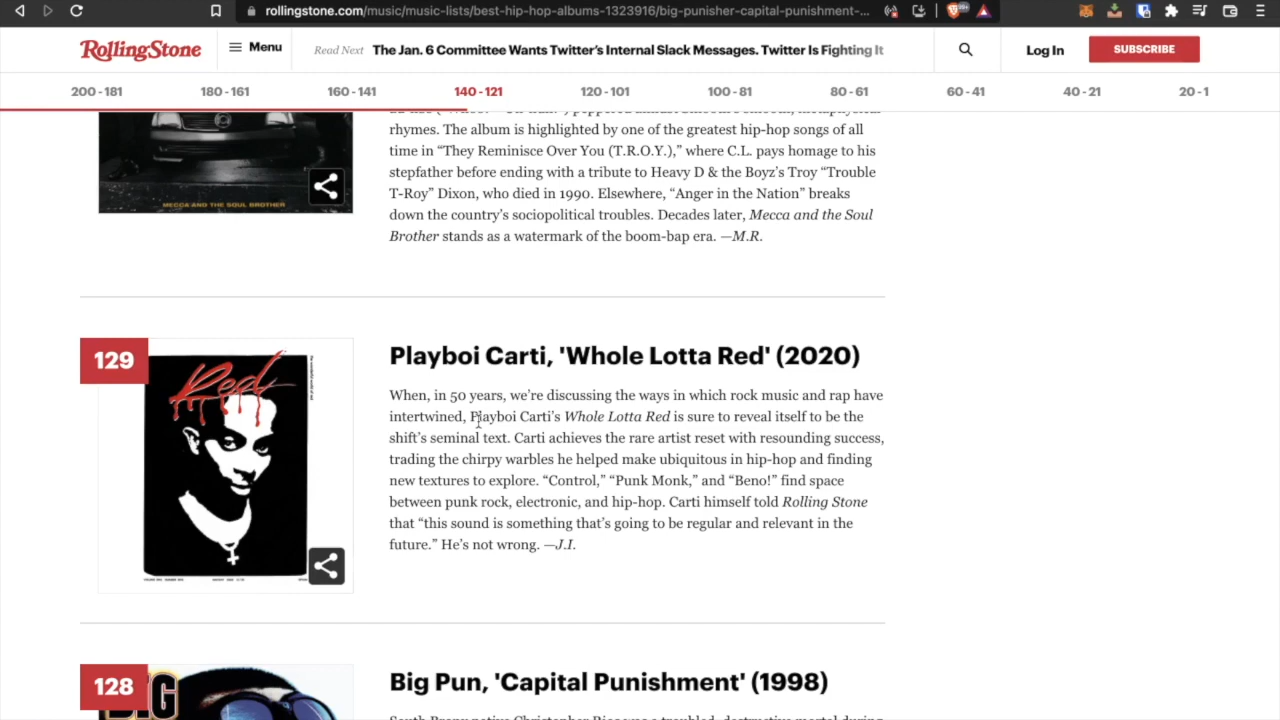 rollingstone.com/music/music-lists/best-hip-hop-albums-1323916/big-punisher-capital-punishment-...
99+
RollingStone
Menu
Read Next The Jan. 6 Committee Wants Twitter's Internal Slack Messages. Twitter Is Fighting It
Log In
SUBSCRIBE
200 - 181 180 - 161 160 - 141 140 - 121 120 - 101 100 - 81 80 - 61 60 - 41 40 - 21 20 - 1
rhymes. The album is highlighted by one of the greatest hip-hop songs of all
time in “They Reminisce Over You (T.R.O.Y.),” where C.L. pays homage to his
stepfather before ending with a tribute to Heavy D & the Boyz’s Troy “Trouble
T-Roy” Dixon, who died in 1990. Elsewhere, “Anger in the Nation” breaks
down the country’s sociopolitical troubles. Decades later, Mecca and the Soul
Brother stands as a watermark of the boom-bap era. —M.R.
MECCA AND THE SOUL BROTHER
129
Red
Playboi Carti, 'Whole Lotta Red' (2020)
When, in 50 years, we’re discussing the ways in which rock music and rap have
intertwined, Playboi Carti’s Whole Lotta Red is sure to reveal itself to be the
shift’s seminal text. Carti achieves the rare artist reset with resounding success,
trading the chirpy warbles he helped make ubiquitous in hip-hop and finding
new textures to explore. “Control,” “Punk Monk,” and “Beno!” find space
between punk rock, electronic, and hip-hop. Carti himself told Rolling Stone
that “this sound is something that’s going to be regular and relevant in the
future.” He’s not wrong. —J.I.
128
BIG
Big Pun, 'Capital Punishment' (1998)